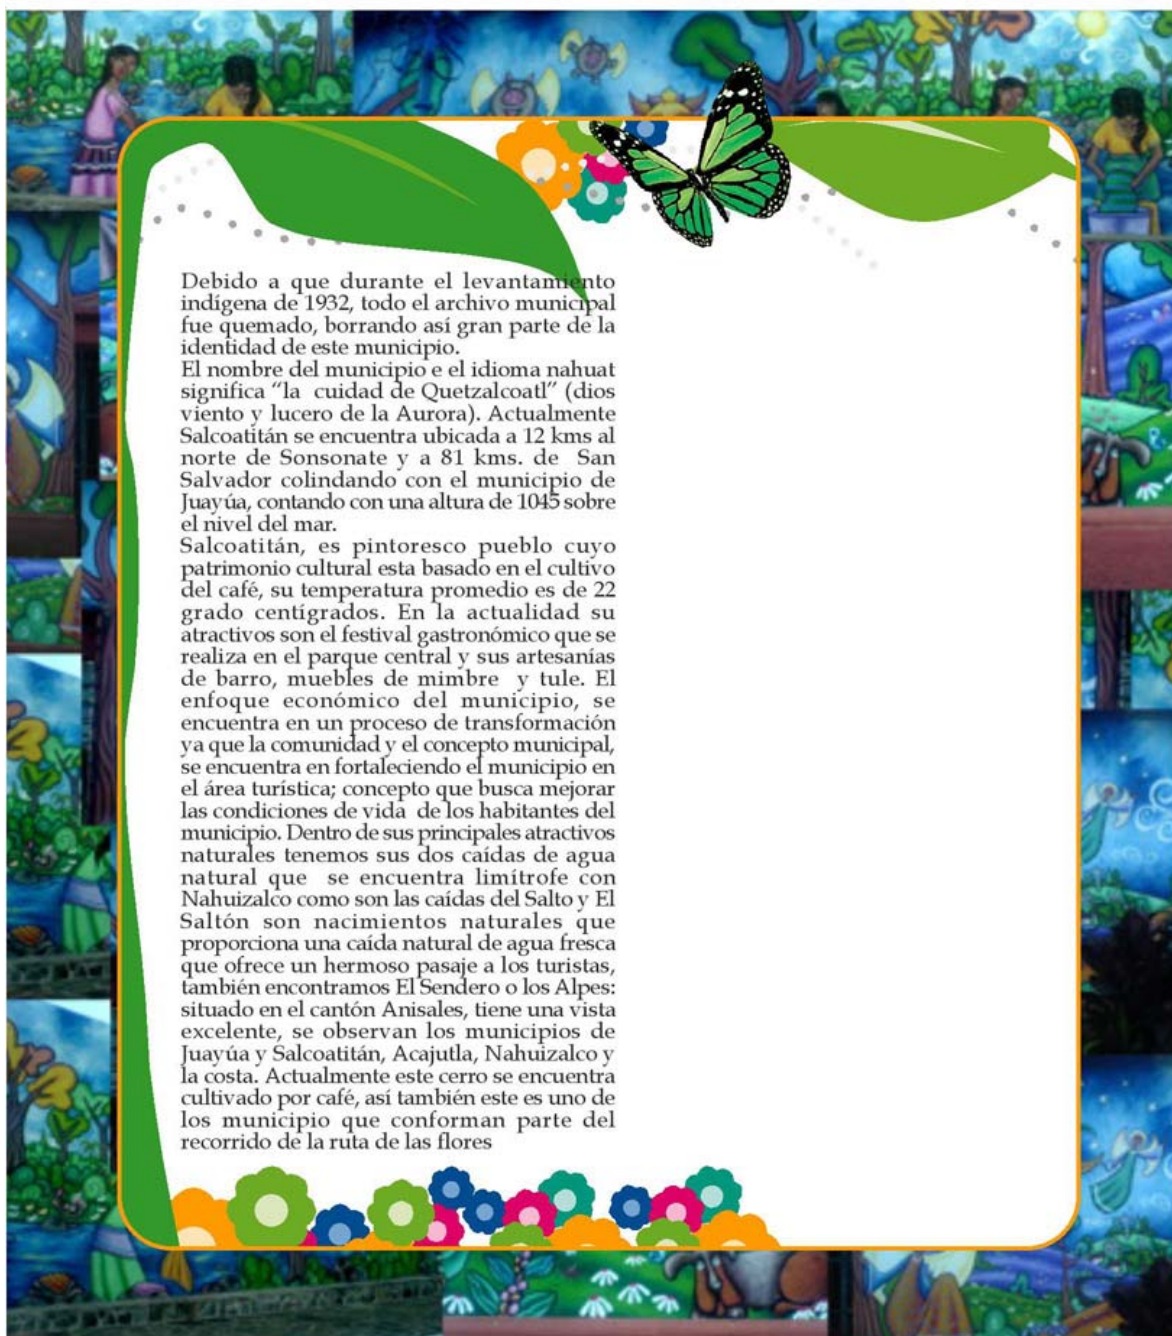 Debido a que durante el levantamiento
indígena de 1932, todo el archivo municipal
fue quemado, borrando así gran parte de la
identidad de este municipio.
El nombre del municipio e el idioma nahuat
significa “la cuidad de Quetzalcoatl” (dios
viento y lucero de la Aurora). Actualmente
Salcoatitán se encuentra ubicada a 12 kms al
norte de Sonsonate y a 81 kms. de San
Salvador colindando con el municipio de
Juayúa, contando con una altura de 1045 sobre
el nivel del mar.
Salcoatitán, es pintoresco pueblo cuyo
patrimonio cultural esta basado en el cultivo
del café, su temperatura promedio es de 22
grado centígrados. En la actualidad su
atractivos son el festival gastronómico que se
realiza en el parque central y sus artesanías
de barro, muebles de mimbre y tule. El
enfoque económico del municipio, se
encuentra en un proceso de transformación
ya que la comunidad y el concepto municipal,
se encuentra en fortaleciendo el municipio en
el área turística; concepto que busca mejorar
las condiciones de vida de los habitantes del
municipio. Dentro de sus principales atractivos
naturales tenemos sus dos caídas de agua
natural que se encuentra limítrofe con
Nahuizalco como son las caídas del Salto y El
Saltón son nacimientos naturales que
proporciona una caída natural de agua fresca
que ofrece un hermoso pasaje a los turistas,
también encontramos El Sendero o los Alpes:
situado en el cantón Anisales, tiene una vista
excelente, se observan los municipios de
Juayúa y Salcoatitán, Acajutla, Nahuizalco y
la costa. Actualmente este cerro se encuentra
cultivado por café, así también este es uno de
los municipio que conforman parte del
recorrido de la ruta de las flores